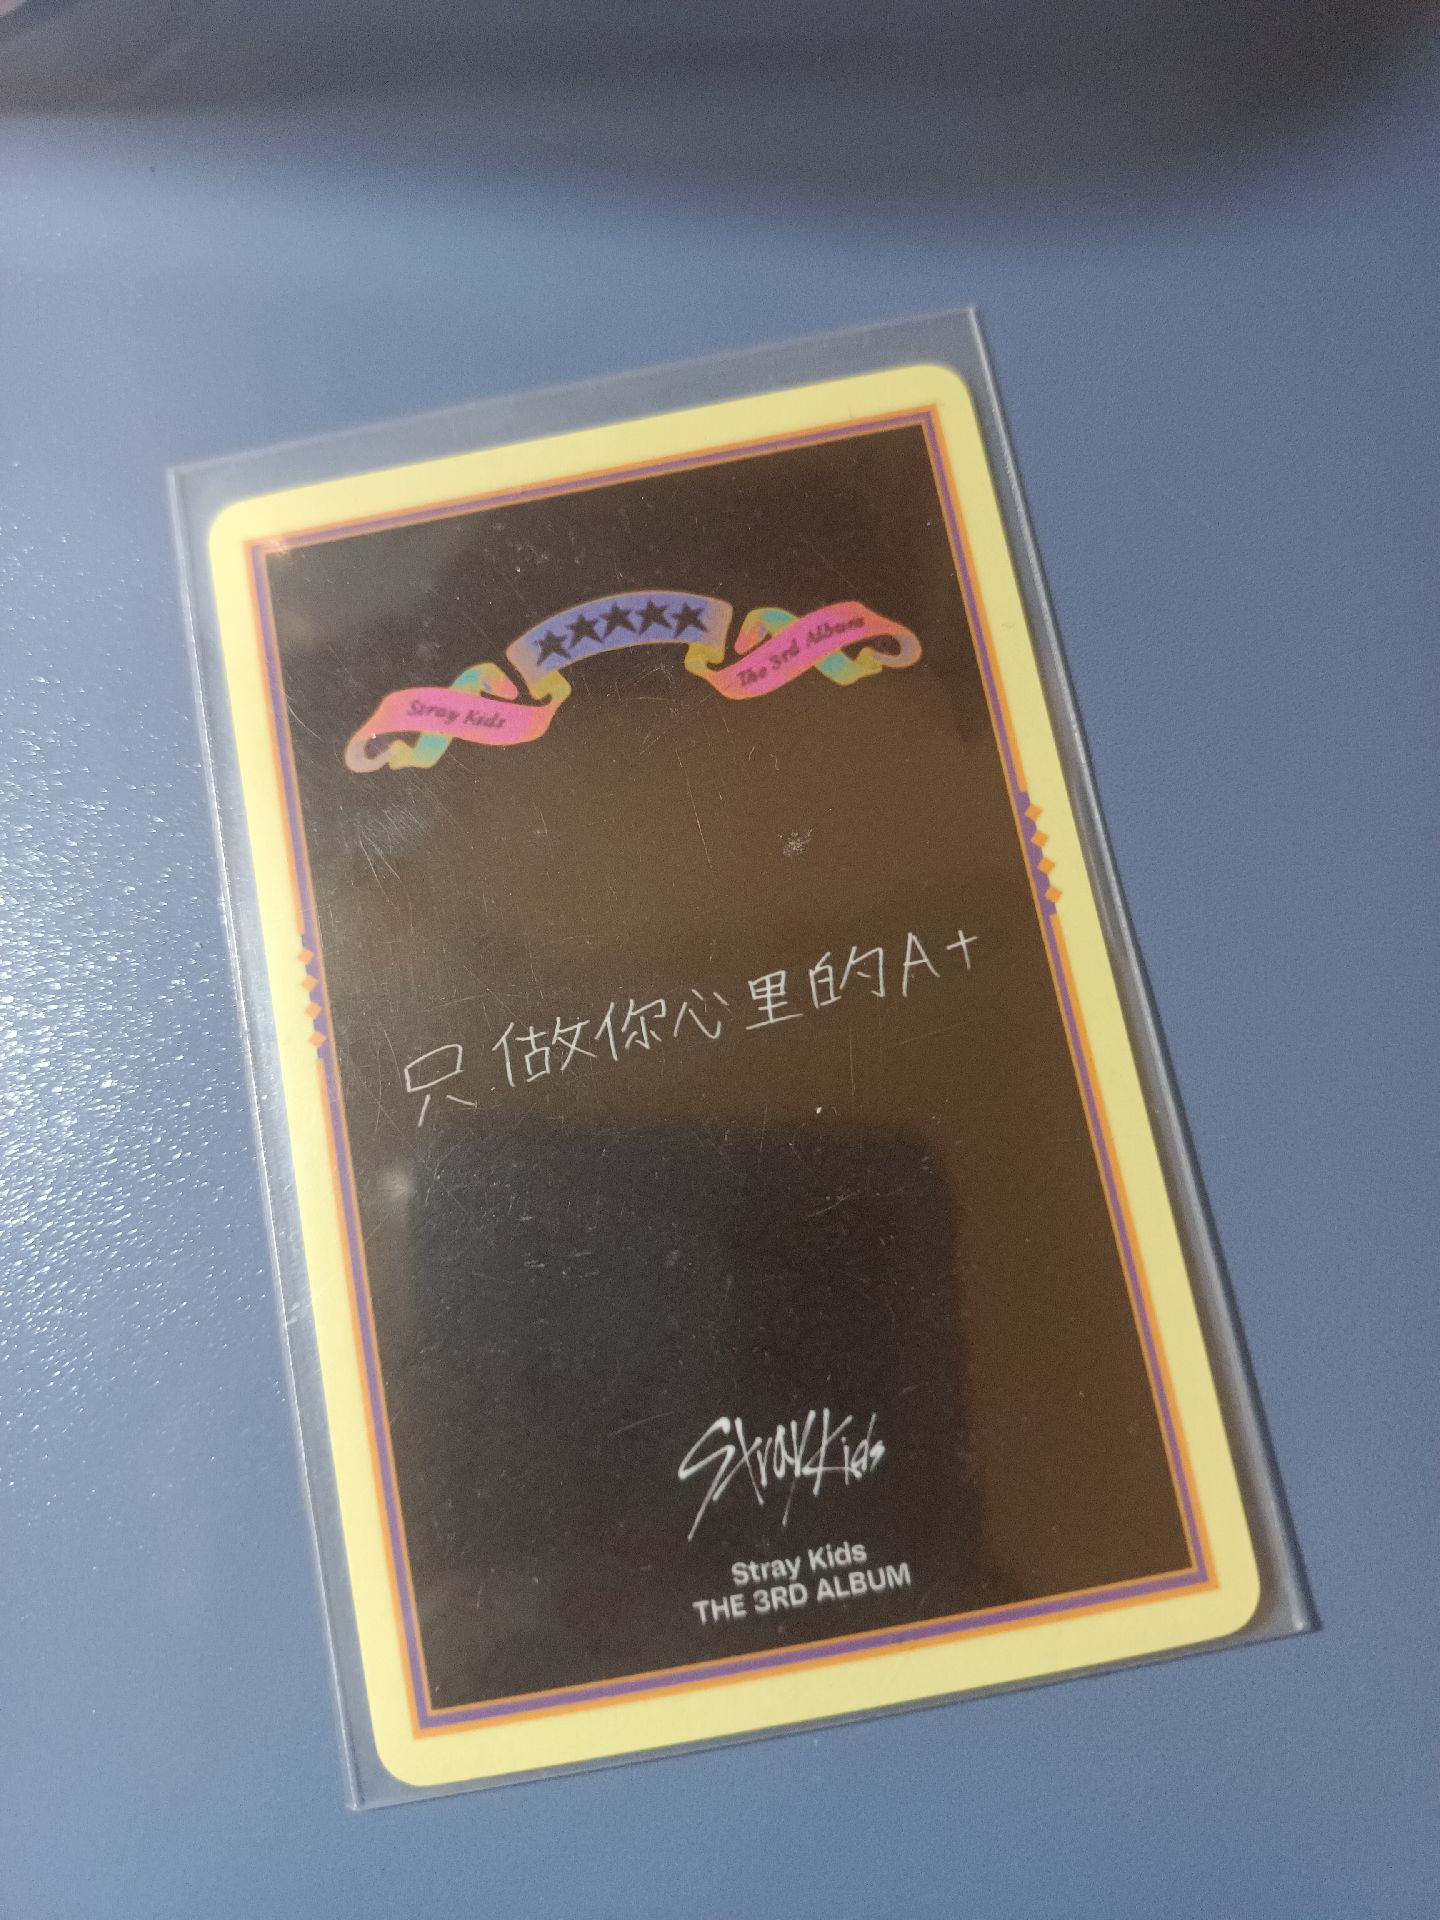 ★★★★★
Stray Kids
The 3rd Album
只做你心里的A+
Stray Kids
Stray Kids
THE 3RD ALBUM